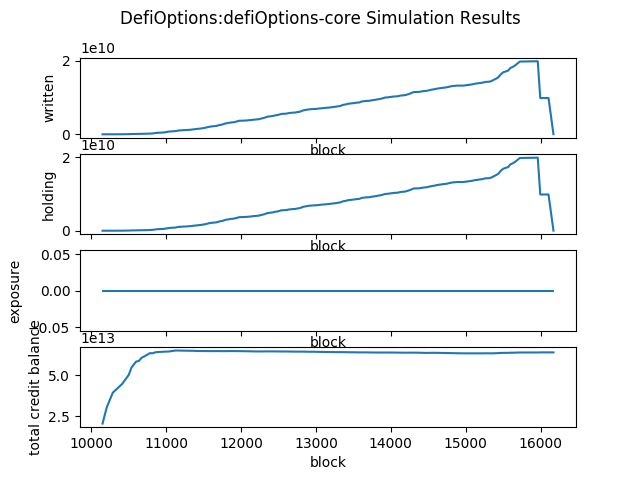 DefiOptions:defiOptions-core Simulation Results
1e10
2
written
0
block
1e10
2
holding
0
block
0.05
exposure
0.00
-0.05
block
1e13
total credit balance
5.0
2.5
10000 11000 12000 13000 14000 15000 16000
block